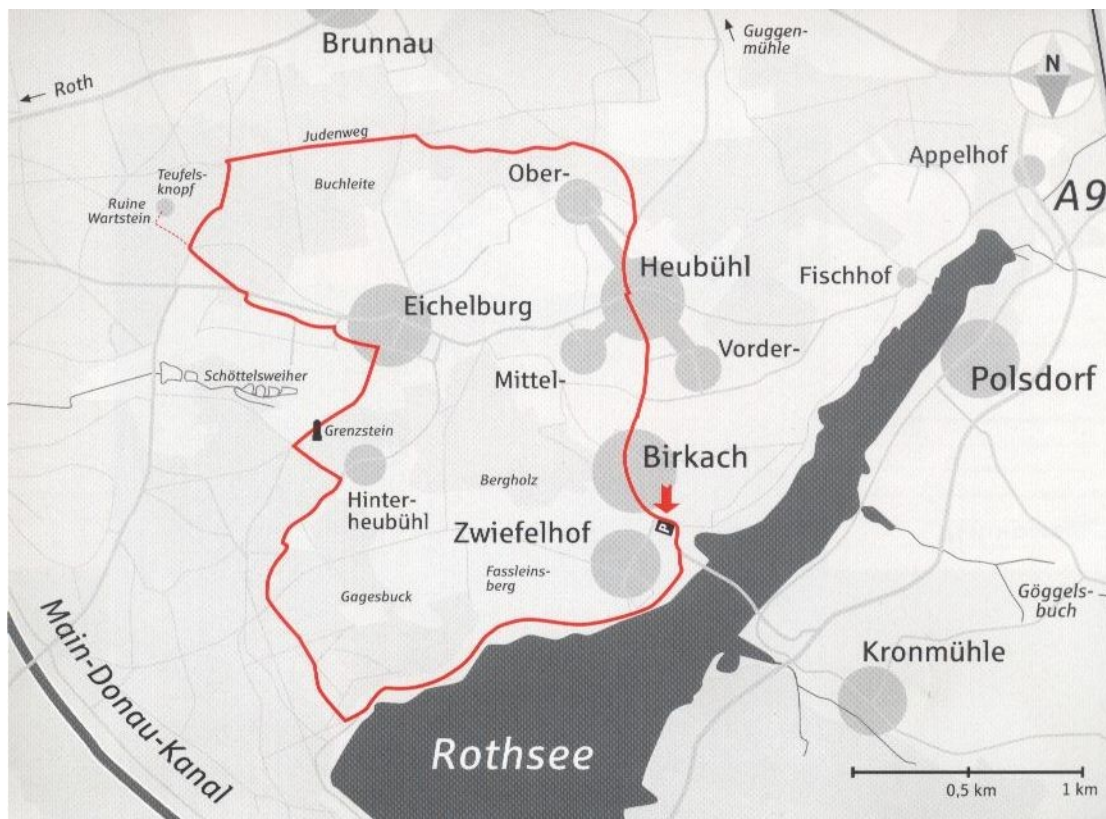 Brunnau
Guggen-
mühle
N
Roth
Judenweg
Appelhof
Teufels-
knopf
Buchleite
Ober-
A9
Ruine
Wartstein
Heubühl
Fischhof
Eichelburg
Vorder-
Mittel-
Polsdorf
Schöttelsweiher
Grenzstein
Birkach
Bergholz
Hinter-
heubühl
P
Zwiefelhof
Fassleins-
berg
Gagesbuck
Göggels-
buch
Main-Donau-Kanal
Kronmühle
Rothsee
0,5 km
1 km